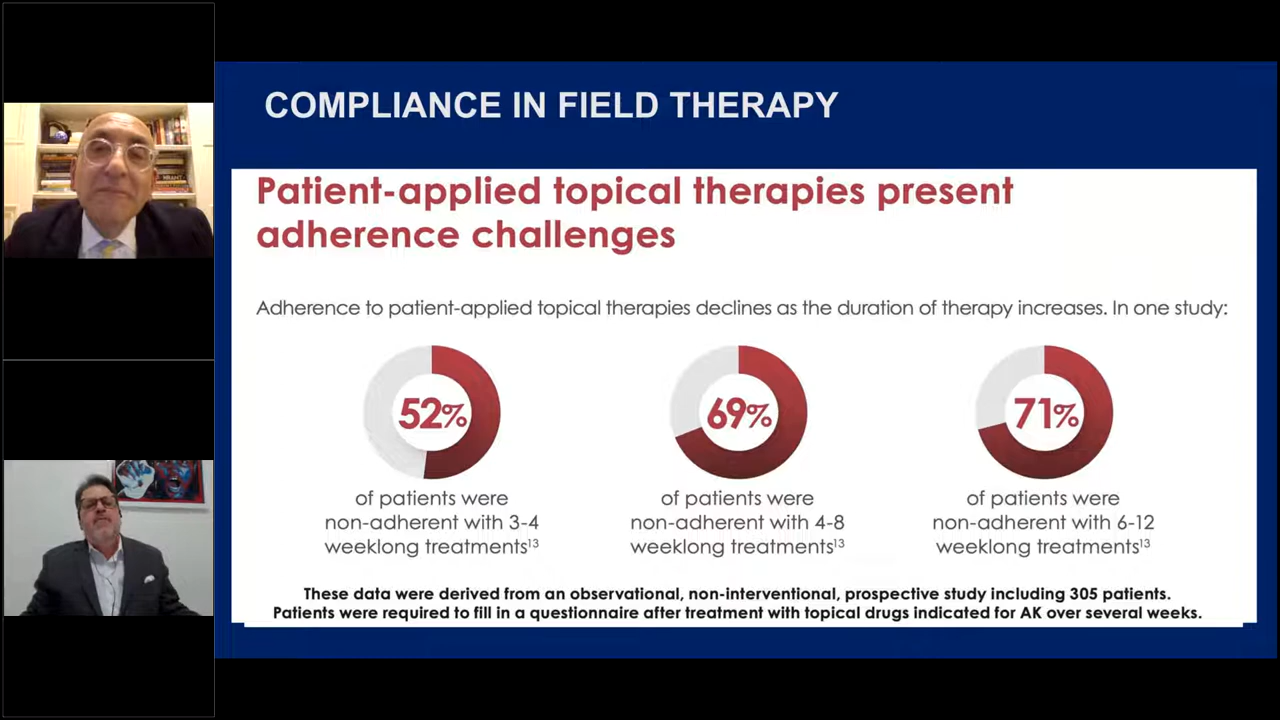 COMPLIANCE IN FIELD THERAPY
Patient-applied topical therapies present
adherence challenges
Adherence to patient-applied topical therapies declines as the duration of therapy increases. In one study:
52%
of patients were
non-adherent with 3-4
weeklong treatments¹³
69%
of patients were
non-adherent with 4-8
weeklong treatments¹³
71%
of patients were
non-adherent with 6-12
weeklong treatments¹³
These data were derived from an observational, non-interventional, prospective study including 305 patients.
Patients were required to fill in a questionnaire after treatment with topical drugs indicated for AK over several weeks.